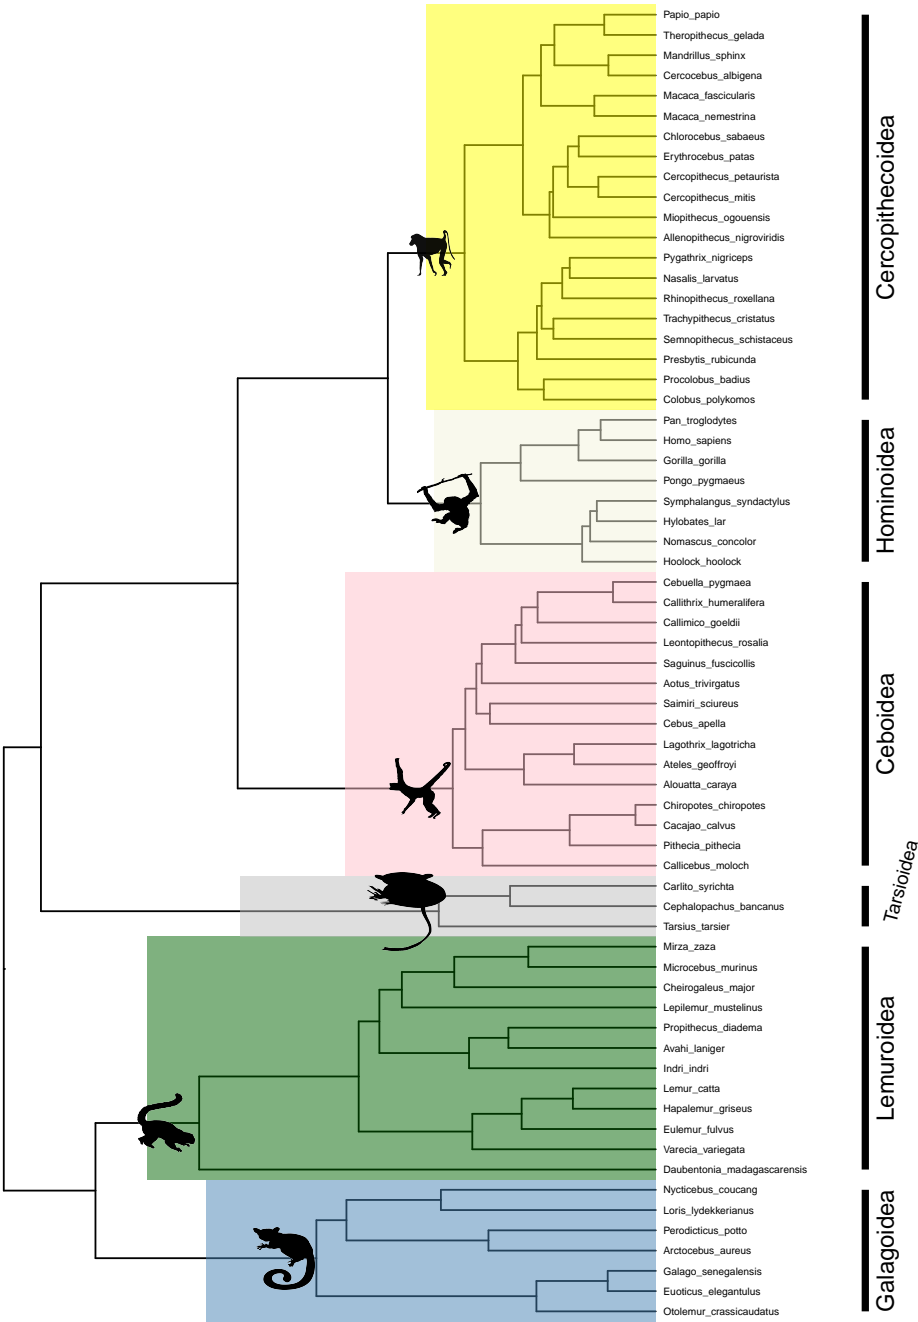 Papio_papio
Theropithecus_gelada
Mandrillus_sphinx
Cercocebus_albigena
Macaca_fascicularis
Macaca_nemestrina
Chlorocebus_sabaeus
Erythrocebus_patas
Cercopithecus_petaurista
Cercopithecus_mitis
Miopithecus_ogouensis
Allenopithecus_nigroviridis
Pygathrix_nigriceps
Nasalis_larvatus
Rhinopithecus_roxellana
Trachypithecus_cristatus
Semnopithecus_schistaceus
Presbytis_rubicunda
Procolobus_badius
Colobus_polykomos
Cercopithecoidea
Pan_troglodytes
Homo_sapiens
Gorilla_gorilla
Pongo_pygmaeus
Symphalangus_syndactylus
Hylobates_lar
Nomascus_concolor
Hoolock_hoolock
Hominoidea
Cebuella_pygmaea
Callithrix_humeralifera
Callimico_goeldii
Leontopithecus_rosalia
Saguinus_fuscicollis
Aotus_trivirgatus
Saimiri_sciureus
Cebus_apella
Lagothrix_lagotricha
Ateles_geoffroyi
Alouatta_caraya
Chiropotes_chiropotes
Cacajao_calvus
Pithecia_pithecia
Callicebus_moloch
Ceboidea
Carlito_syrichta
Cephalopachus_bancanus
Tarsius_tarsier
Tarsioidea
Mirza_zaza
Microcebus_murinus
Cheirogaleus_major
Lepilemur_mustelinus
Propithecus_diadema
Avahi_laniger
Indri_indri
Lemur_catta
Hapalemur_griseus
Eulemur_fulvus
Varecia_variegata
Daubentonia_madagascarensis
Lemuroidea
Nycticebus_coucang
Loris_lydekkerianus
Perodicticus_potto
Arctocebus_aureus
Galago_senegalensis
Euoticus_elegantulus
Otolemur_crassicaudatus
Galagoidea